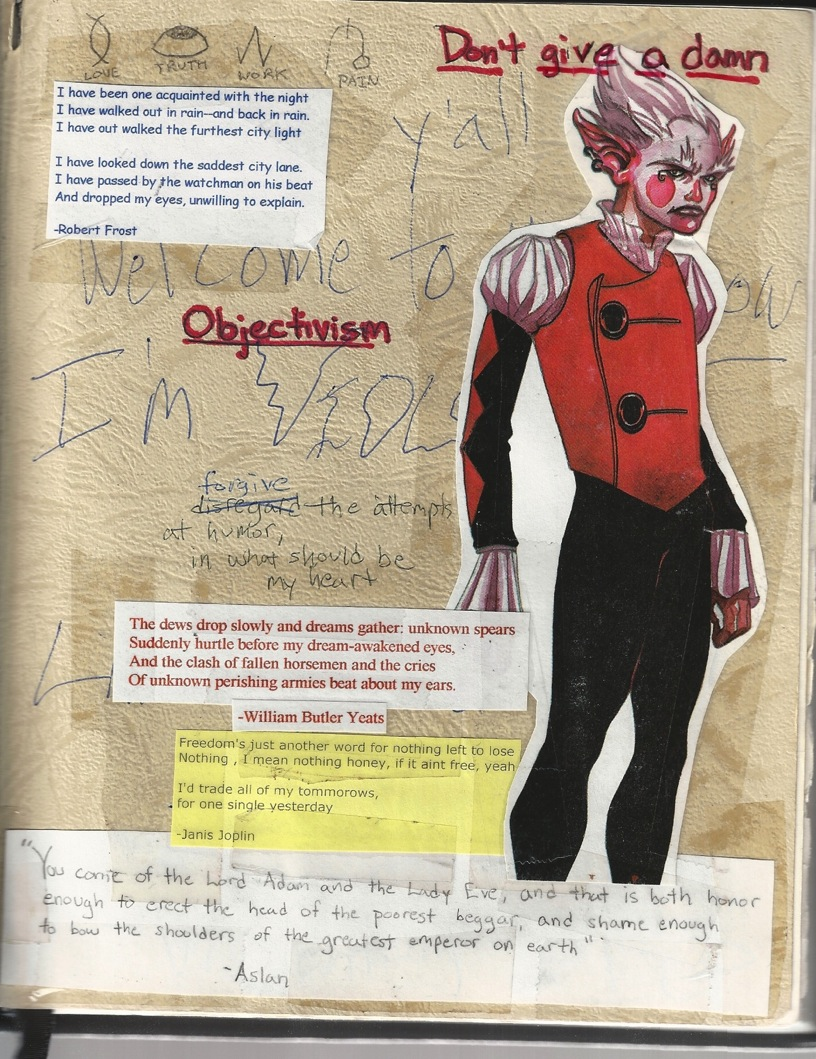 LOVE
TRUTH
WORK
PAIN
Don't give a damn
I have been one acquainted with the night
I have walked out in rain--and back in rain.
I have out walked the furthest city light
I have looked down the saddest city lane.
I have passed by the watchman on his beat
And dropped my eyes, unwilling to explain.
-Robert Frost
y'all
Welcome to
ow
Objectivism
I'm
forgive
disregard the attempts
at humor,
in what should be
my heart
The dews drop slowly and dreams gather: unknown spears
Suddenly hurtle before my dream-awakened eyes,
And the clash of fallen horsemen and the cries
Of unknown perishing armies beat about my ears.
-William Butler Yeats
Freedom's just another word for nothing left to lose
Nothing , I mean nothing honey, if it aint free, yeah
I'd trade all of my tommorows,
for one single yesterday
-Janis Joplin
"You come of the Lord Adam and the Lady Eve, and that is both honor
enough to erect the head of the poorest beggar, and shame enough
to bow the shoulders of the greatest emperor on earth"
-Aslan